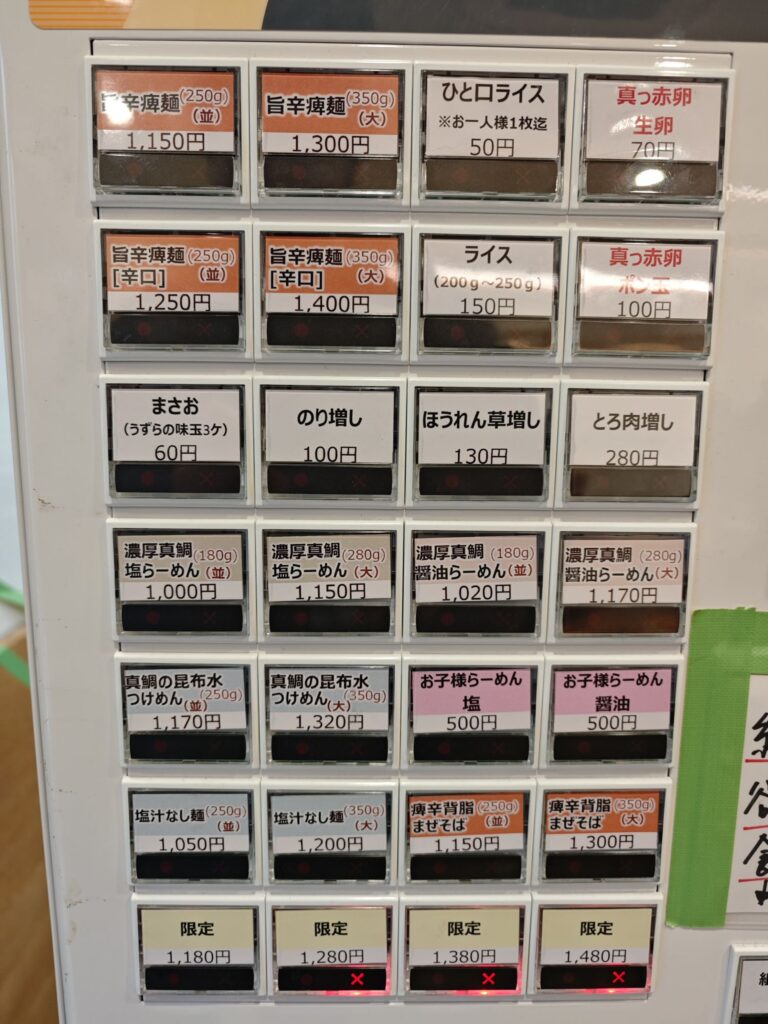 旨辛痺麺(250g)
(並)
1,150円
旨辛痺麺(350g)
(大)
1,300円
ひと口ライス
※お一人様1枚迄
50円
真っ赤卵
生卵
70円
旨辛痺麺(250g)
[辛口] (並)
1,250円
旨辛痺麺(350g)
[辛口] (大)
1,400円
ライス
(200g～250g)
150円
真っ赤卵
ポン玉
100円
まさお
(うずらの味玉3ケ)
60円
のり増し
100円
ほうれん草増し
130円
とろ肉増し
280円
濃厚真鯛(180g)
塩らーめん(並)
1,000円
濃厚真鯛(280g)
塩らーめん(大)
1,150円
濃厚真鯛(180g)
醤油らーめん(並)
1,020円
濃厚真鯛(280g)
醤油らーめん(大)
1,170円
真鯛の昆布水
つけめん(250g)
(並)
1,170円
真鯛の昆布水
つけめん(350g)
(大)
1,320円
お子様らーめん
塩
500円
お子様らーめん
醤油
500円
塩汁なし麺(250g)
(並)
1,050円
塩汁なし麺(350g)
(大)
1,200円
痺辛背脂(250g)
まぜそば(並)
1,150円
痺辛背脂(350g)
まぜそば(大)
1,300円
限定
1,180円
限定
1,280円
×
限定
1,380円
×
限定
1,480円
×